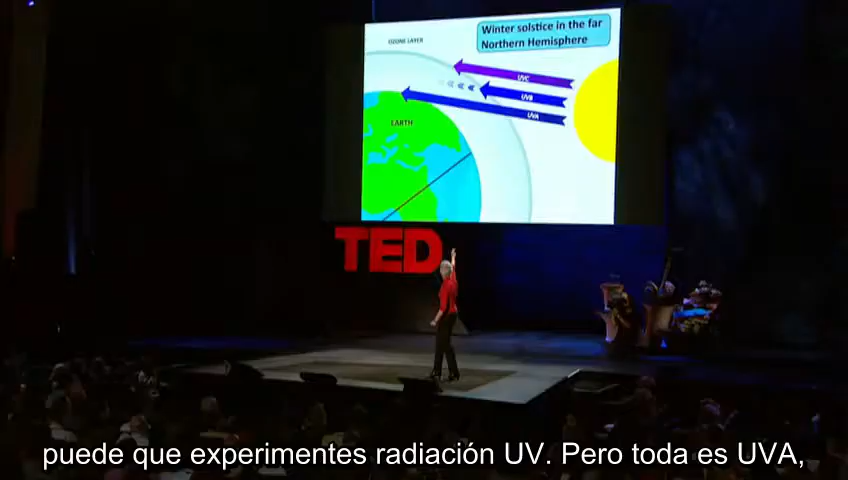 Winter solstice in the far
Northern Hemisphere
OZONE LAYER
UVC
UVB
UVA
EARTH
TED
puede que experimentes radiación UV. Pero toda es UVA,